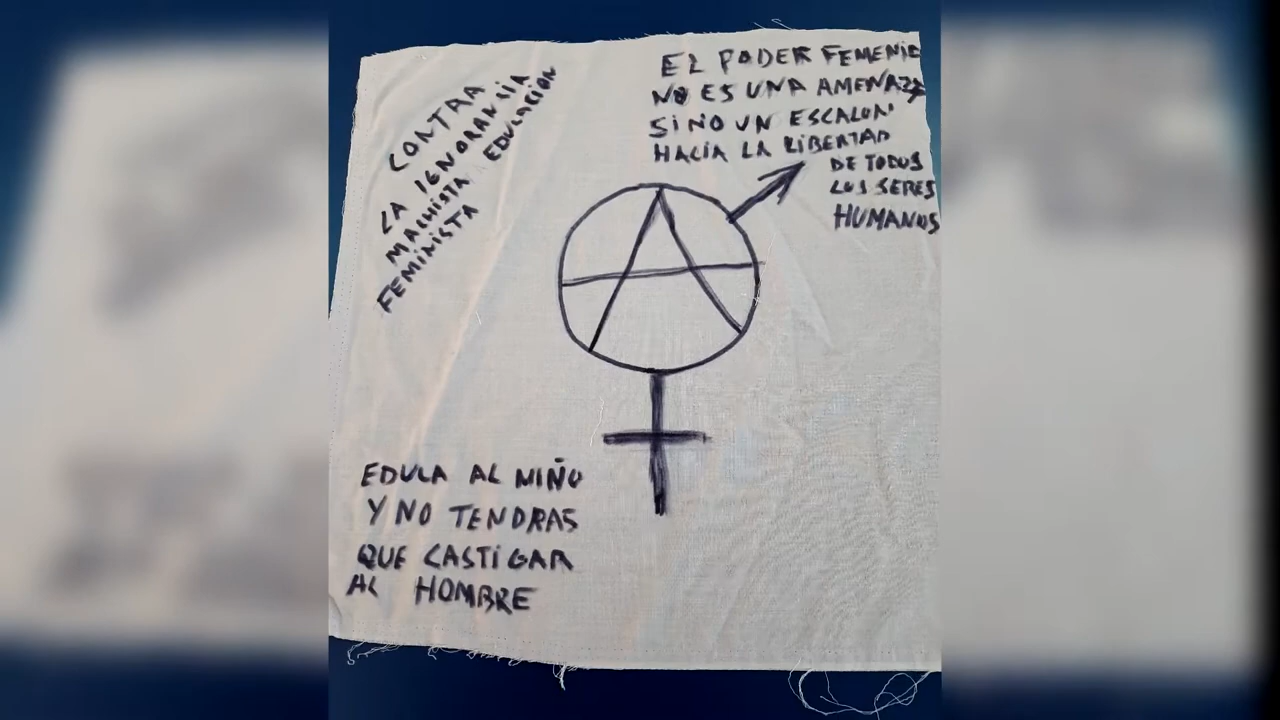 CONTRA
LA IGNORANCIA
MACHISTA EDUCACION
FEMINISTA
EL PODER FEMENINO
NO ES UNA AMENAZA
SINO UN ESCALON
HACIA LA LIBERTAD
DE TODOS
LOS SERES
HUMANOS
EDUCA AL NIÑO
Y NO TENDRAS
QUE CASTIGAR
AL HOMBRE